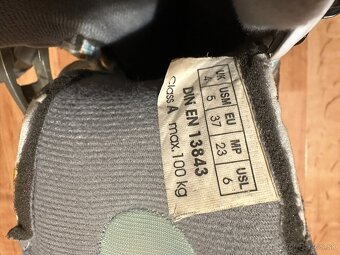 UK USM EU MP USL
4 5 37 23 6
DIN EN 13843
Class A max. 100 kg